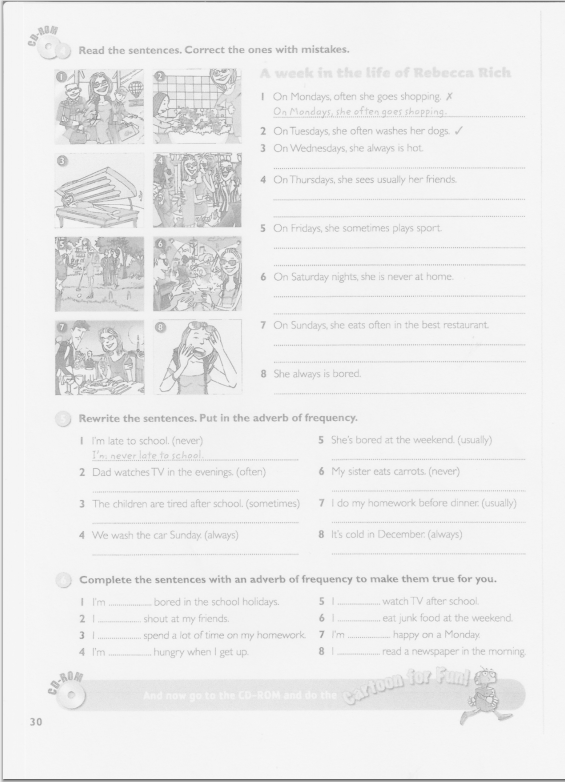 CD-ROM
Read the sentences. Correct the ones with mistakes.
A week in the life of Rebecca Rich
1 On Mondays, often she goes shopping. ✗
On Mondays, she often goes shopping.
2 On Tuesdays, she often washes her dogs. ✓
3 On Wednesdays, she always is hot.
4 On Thursdays, she sees usually her friends.
5 On Fridays, she sometimes plays sport.
6 On Saturday nights, she is never at home.
7 On Sundays, she eats often in the best restaurant.
8 She always is bored.
1
2
3
5
6
7
8
5 Rewrite the sentences. Put in the adverb of frequency.
1 I'm late to school. (never)
I'm never late to school.
2 Dad watches TV in the evenings. (often)
3 The children are tired after school. (sometimes)
4 We wash the car Sunday. (always)
5 She's bored at the weekend. (usually)
6 My sister eats carrots. (never)
7 I do my homework before dinner. (usually)
8 It's cold in December. (always)
6 Complete the sentences with an adverb of frequency to make them true for you.
1 I'm .................. bored in the school holidays.
2 I .................. shout at my friends.
3 I .................. spend a lot of time on my homework.
4 I'm .................. hungry when I get up.
5 I .................. watch TV after school.
6 I .................. eat junk food at the weekend.
7 I'm .................. happy on a Monday.
8 I .................. read a newspaper in the morning.
CD-ROM
And now go to the CD-ROM and do the Cartoon for Fun!
30